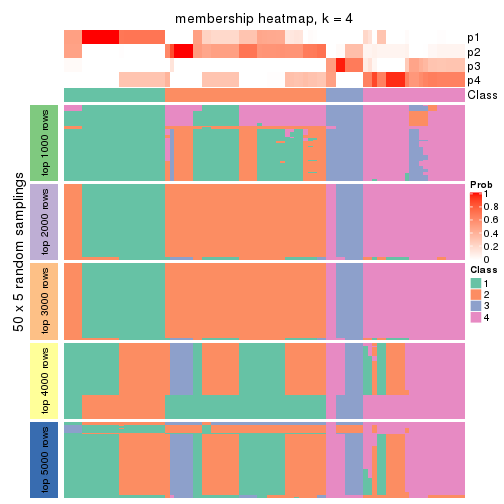 membership heatmap, k = 4
p1
p2
p3
p4
Class
50 x 5 random samplings
top 1000 rows
top 2000 rows
top 3000 rows
top 4000 rows
top 5000 rows
Prob
1
0.8
0.6
0.4
0.2
0
Class
1
2
3
4